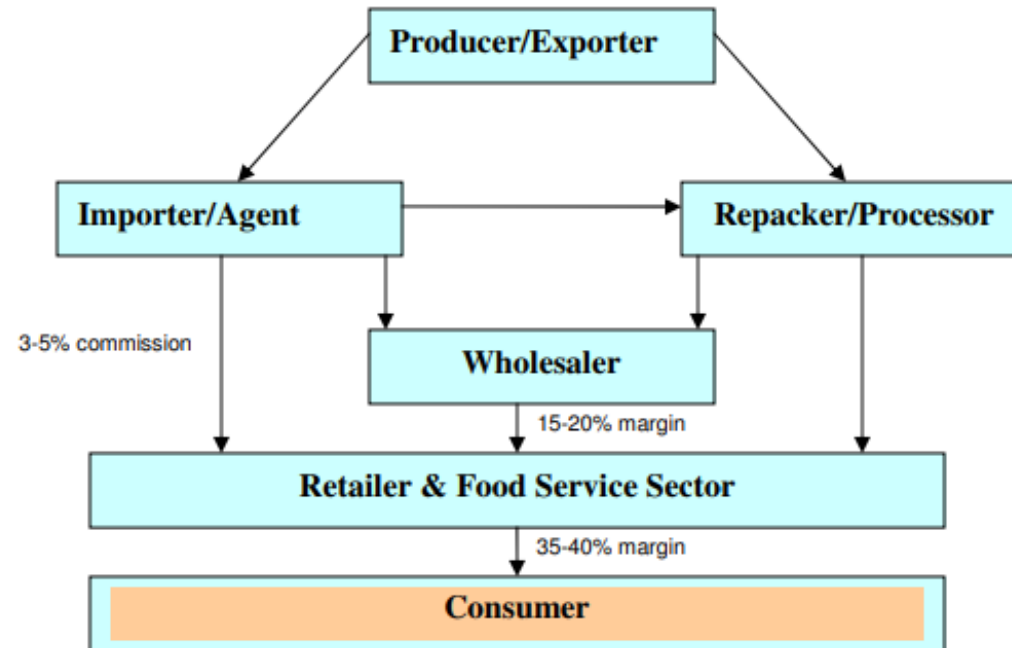 Producer/Exporter
Importer/Agent
Repacker/Processor
3-5% commission
Wholesaler
15-20% margin
Retailer & Food Service Sector
35-40% margin
Consumer